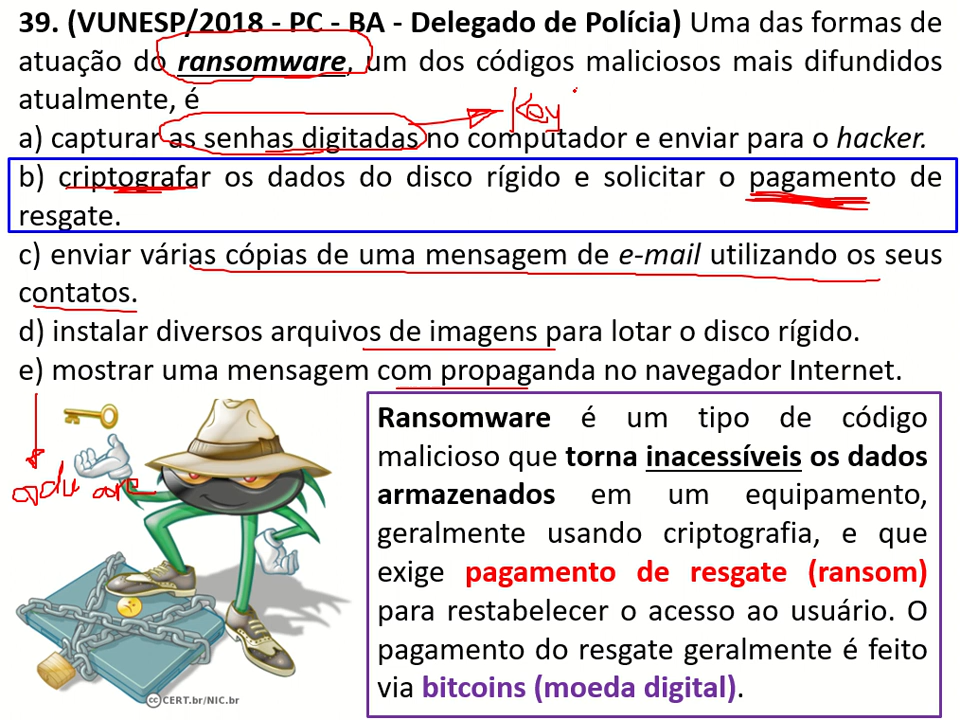 39. (VUNESP/2018 - PC - BA - Delegado de Polícia) Uma das formas de
atuação do ransomware, um dos códigos maliciosos mais difundidos
atualmente, é
Key
a) capturar as senhas digitadas no computador e enviar para o hacker.
b) criptografar os dados do disco rígido e solicitar o pagamento de
resgate.
c) enviar várias cópias de uma mensagem de e-mail utilizando os seus
contatos.
d) instalar diversos arquivos de imagens para lotar o disco rígido.
e) mostrar uma mensagem com propaganda no navegador Internet.
Ransomware é um tipo de código
malicioso que torna inacessíveis os dados
armazenados em um equipamento,
geralmente usando criptografia, e que
exige pagamento de resgate (ransom)
para restabelecer o acesso ao usuário. O
pagamento do resgate geralmente é feito
via bitcoins (moeda digital).
cc CERT.br/NIC.br